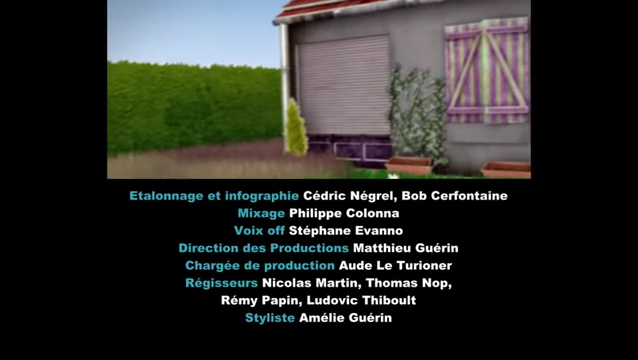 Etalonnage et infographie Cédric Négrel, Bob Cerfontaine
Mixage Philippe Colonna
Voix off Stéphane Evanno
Direction des Productions Matthieu Guérin
Chargée de production Aude Le Turioner
Régisseurs Nicolas Martin, Thomas Nop,
Rémy Papin, Ludovic Thiboult
Styliste Amélie Guérin